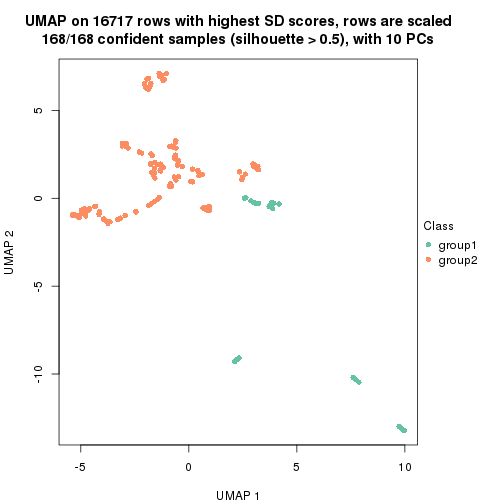 UMAP on 16717 rows with highest SD scores, rows are scaled
168/168 confident samples (silhouette > 0.5), with 10 PCs
5
0
-5
-10
UMAP 2
-5
0
5
10
UMAP 1
Class
group1
group2